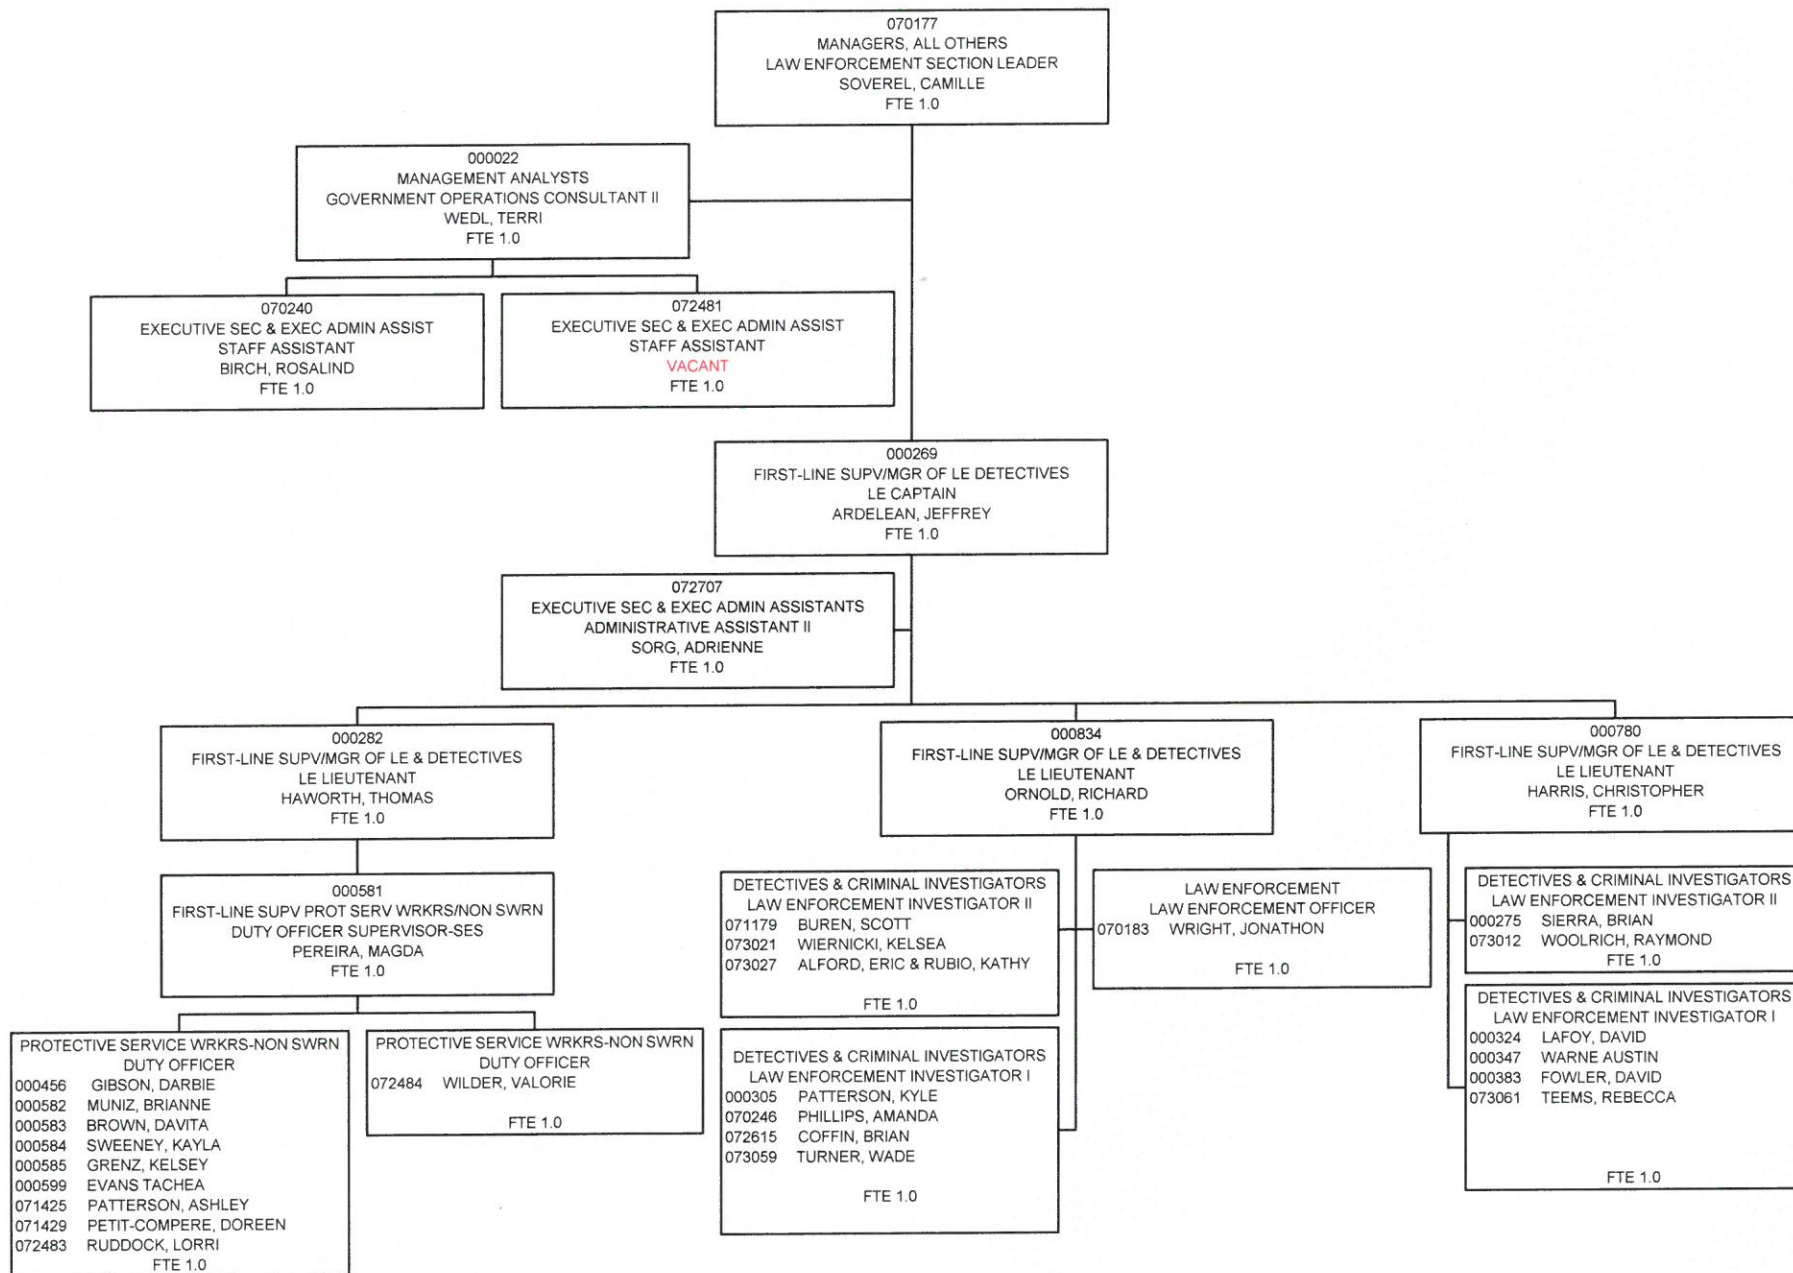 070177
MANAGERS, ALL OTHERS
LAW ENFORCEMENT SECTION LEADER
SOVEREL, CAMILLE
FTE 1.0
000022
MANAGEMENT ANALYSTS
GOVERNMENT OPERATIONS CONSULTANT II
WEDL, TERRI
FTE 1.0
070240
EXECUTIVE SEC & EXEC ADMIN ASSIST
STAFF ASSISTANT
BIRCH, ROSALIND
FTE 1.0
072481
EXECUTIVE SEC & EXEC ADMIN ASSIST
STAFF ASSISTANT
VACANT
FTE 1.0
000269
FIRST-LINE SUPV/MGR OF LE DETECTIVES
LE CAPTAIN
ARDELEAN, JEFFREY
FTE 1.0
072707
EXECUTIVE SEC & EXEC ADMIN ASSISTANTS
ADMINISTRATIVE ASSISTANT II
SORG, ADRIENNE
FTE 1.0
000282
FIRST-LINE SUPV/MGR OF LE & DETECTIVES
LE LIEUTENANT
HAWORTH, THOMAS
FTE 1.0
000834
FIRST-LINE SUPV/MGR OF LE & DETECTIVES
LE LIEUTENANT
ORNOLD, RICHARD
FTE 1.0
000780
FIRST-LINE SUPV/MGR OF LE & DETECTIVES
LE LIEUTENANT
HARRIS, CHRISTOPHER
FTE 1.0
000581
FIRST-LINE SUPV PROT SERV WRKRS/NON SWRN
DUTY OFFICER SUPERVISOR-SES
PEREIRA, MAGDA
FTE 1.0
PROTECTIVE SERVICE WRKRS-NON SWRN
DUTY OFFICER
000456 GIBSON, DARBIE
000582 MUNIZ, BRIANNE
000583 BROWN, DAVITA
000584 SWEENEY, KAYLA
000585 GRENZ, KELSEY
000599 EVANS TACHEA
071425 PATTERSON, ASHLEY
071429 PETIT-COMPERE, DOREEN
072483 RUDDOCK, LORRI
FTE 1.0
PROTECTIVE SERVICE WRKRS-NON SWRN
DUTY OFFICER
072484 WILDER, VALORIE
FTE 1.0
DETECTIVES & CRIMINAL INVESTIGATORS
LAW ENFORCEMENT INVESTIGATOR II
071179 BUREN, SCOTT
073021 WIERNICKI, KELSEA
073027 ALFORD, ERIC & RUBIO, KATHY
FTE 1.0
LAW ENFORCEMENT
LAW ENFORCEMENT OFFICER
070183 WRIGHT, JONATHON
FTE 1.0
DETECTIVES & CRIMINAL INVESTIGATORS
LAW ENFORCEMENT INVESTIGATOR I
000305 PATTERSON, KYLE
070246 PHILLIPS, AMANDA
072615 COFFIN, BRIAN
073059 TURNER, WADE
FTE 1.0
DETECTIVES & CRIMINAL INVESTIGATORS
LAW ENFORCEMENT INVESTIGATOR II
000275 SIERRA, BRIAN
073012 WOOLRICH, RAYMOND
FTE 1.0
DETECTIVES & CRIMINAL INVESTIGATORS
LAW ENFORCEMENT INVESTIGATOR I
000324 LAFOY, DAVID
000347 WARNE AUSTIN
000383 FOWLER, DAVID
073061 TEEMS, REBECCA
FTE 1.0